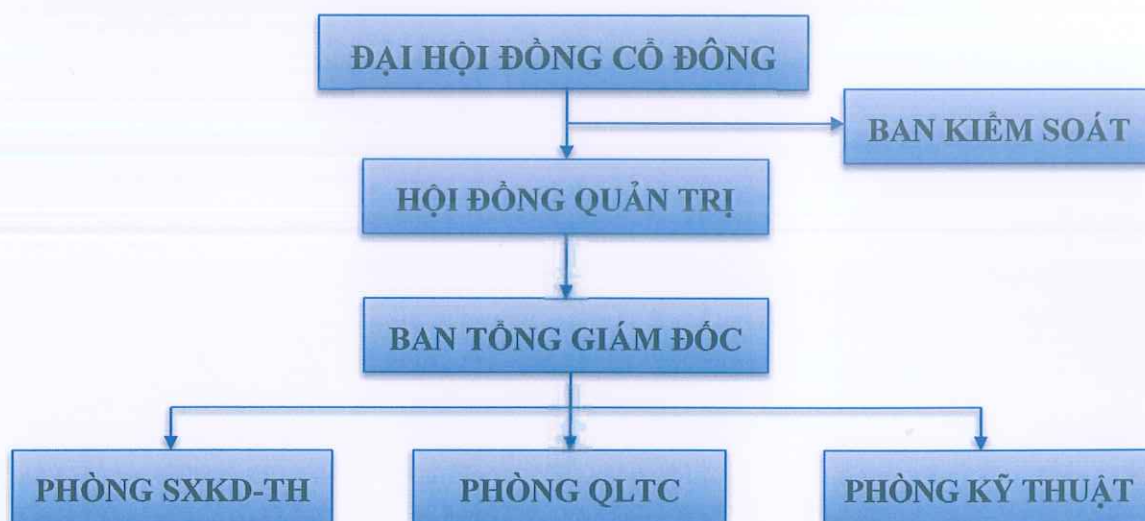 ĐẠI HỘI ĐỒNG CỔ ĐÔNG
BAN KIỂM SOÁT
HỘI ĐỒNG QUẢN TRỊ
BAN TỔNG GIÁM ĐỐC
PHÒNG SXKD-TH
PHÒNG QLTC
PHÒNG KỸ THUẬT